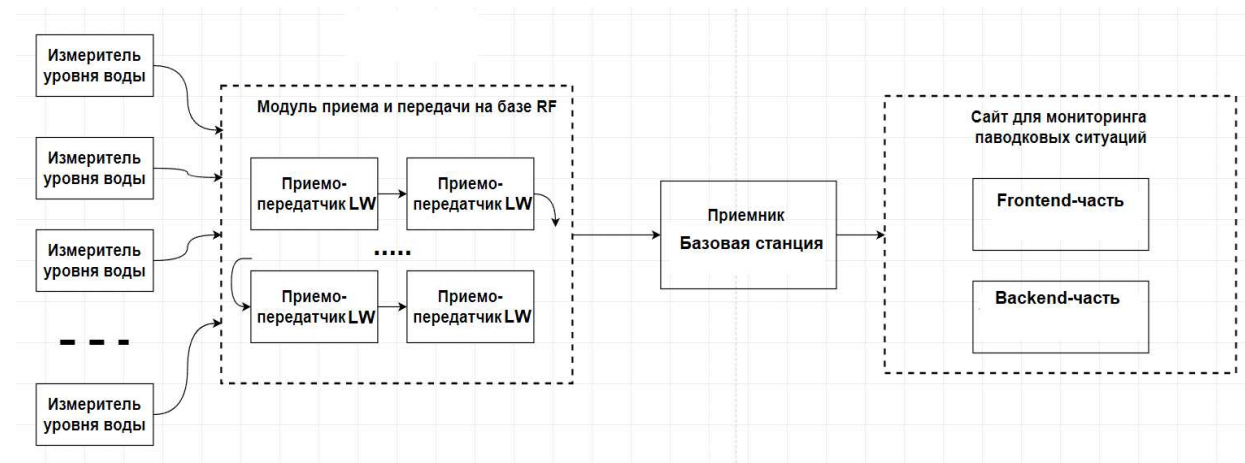 Измеритель
уровня воды
Измеритель
уровня воды
Измеритель
уровня воды
Измеритель
уровня воды
Модуль приема и передачи на базе RF
Приемо-
передатчик LW
Приемо-
передатчик LW
.....
Приемо-
передатчик LW
Приемо-
передатчик LW
Приемник
Базовая станция
Сайт для мониторинга
паводковых ситуаций
Frontend-часть
Backend-часть